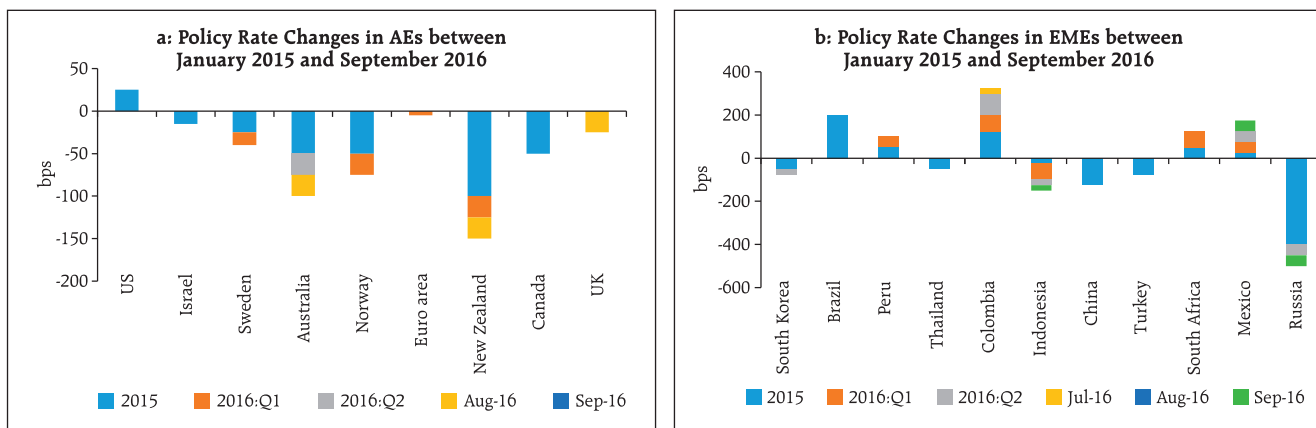 a: Policy Rate Changes in AEs between
January 2015 and September 2016
50
0
-50
-100
-150
-200
bps
US
Israel
Sweden
Australia
Norway
Euro area
New Zealand
Canada
UK
2015 2016:Q1 2016:Q2 Aug-16 Sep-16
b: Policy Rate Changes in EMEs between
January 2015 and September 2016
400
200
0
-200
-400
-600
bps
South Korea
Brazil
Peru
Thailand
Colombia
Indonesia
China
Turkey
South Africa
Mexico
Russia
2015 2016:Q1 2016:Q2 Jul-16 Aug-16 Sep-16